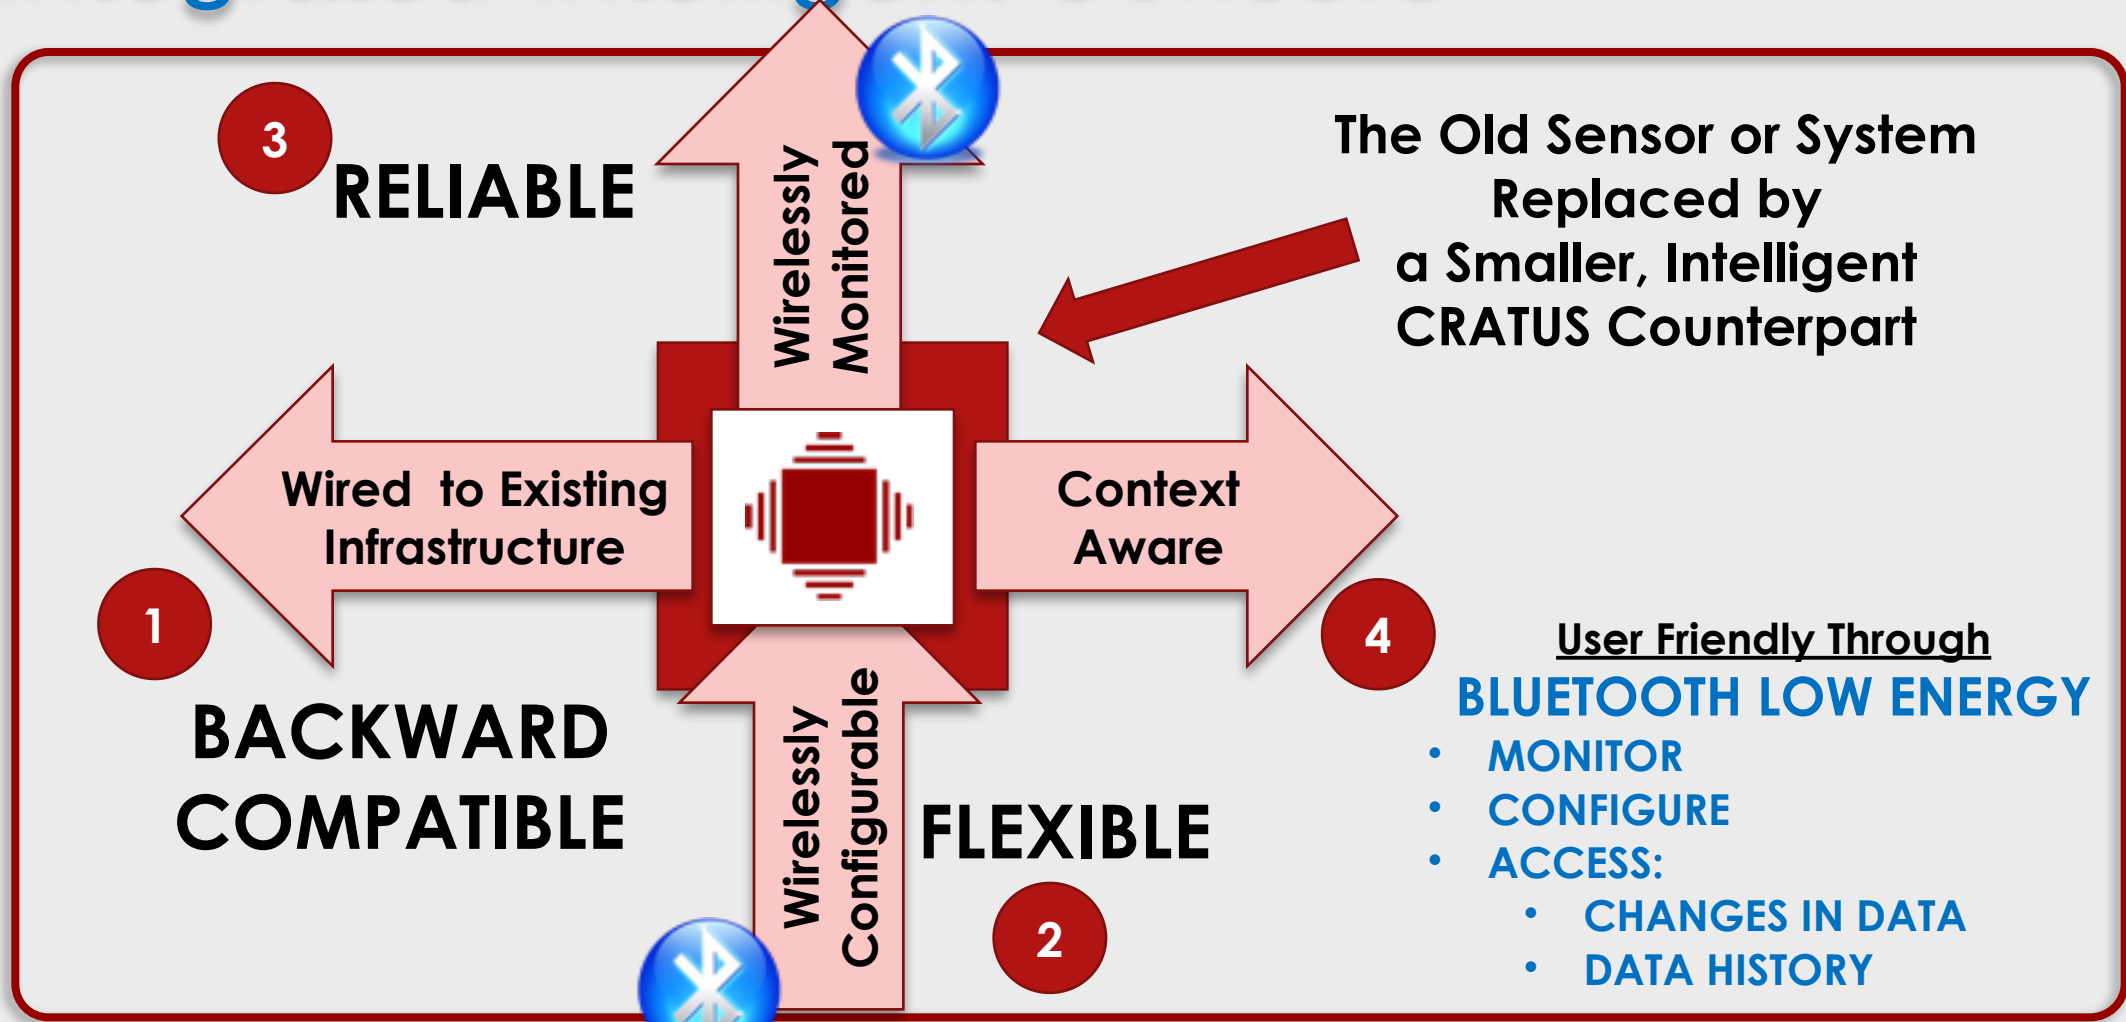 3
RELIABLE
Wirelessly
Monitored
The Old Sensor or System
Replaced by
a Smaller, Intelligent
CRATUS Counterpart
Wired to Existing
Infrastructure
Context
Aware
1
BACKWARD
COMPATIBLE
Wirelessly
Configurable
FLEXIBLE
2
4
User Friendly Through
BLUETOOTH LOW ENERGY
• MONITOR
• CONFIGURE
• ACCESS:
• CHANGES IN DATA
• DATA HISTORY